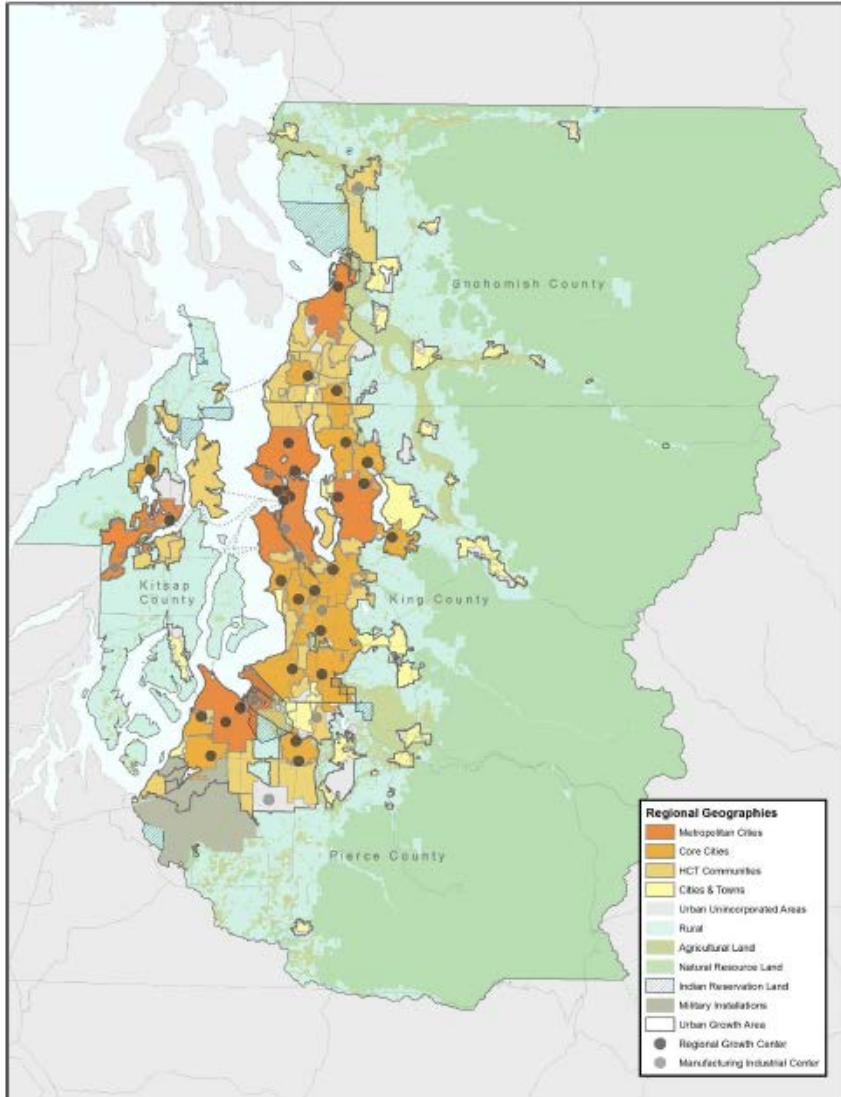 Snohomish County
Kitsap
County
King County
Pierce County
Regional Geographies
Metropolitan Cities
Core Cities
HCT Communities
Cities & Towns
Urban Unincorporated Areas
Rural
Agricultural Land
Natural Resource Land
Indian Reservation Land
Military Installations
Urban Growth Area
Regional Growth Center
Manufacturing Industrial Center